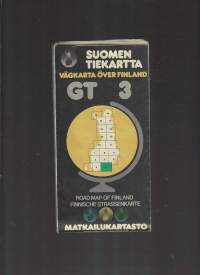 SUOMEN
TIEKARTTA
VÄGKARTA ÖVER FINLAND
GT 3
ROAD MAP OF FINLAND
FINNISCHE STRASSENKARTE
MATKAILUKARTASTO